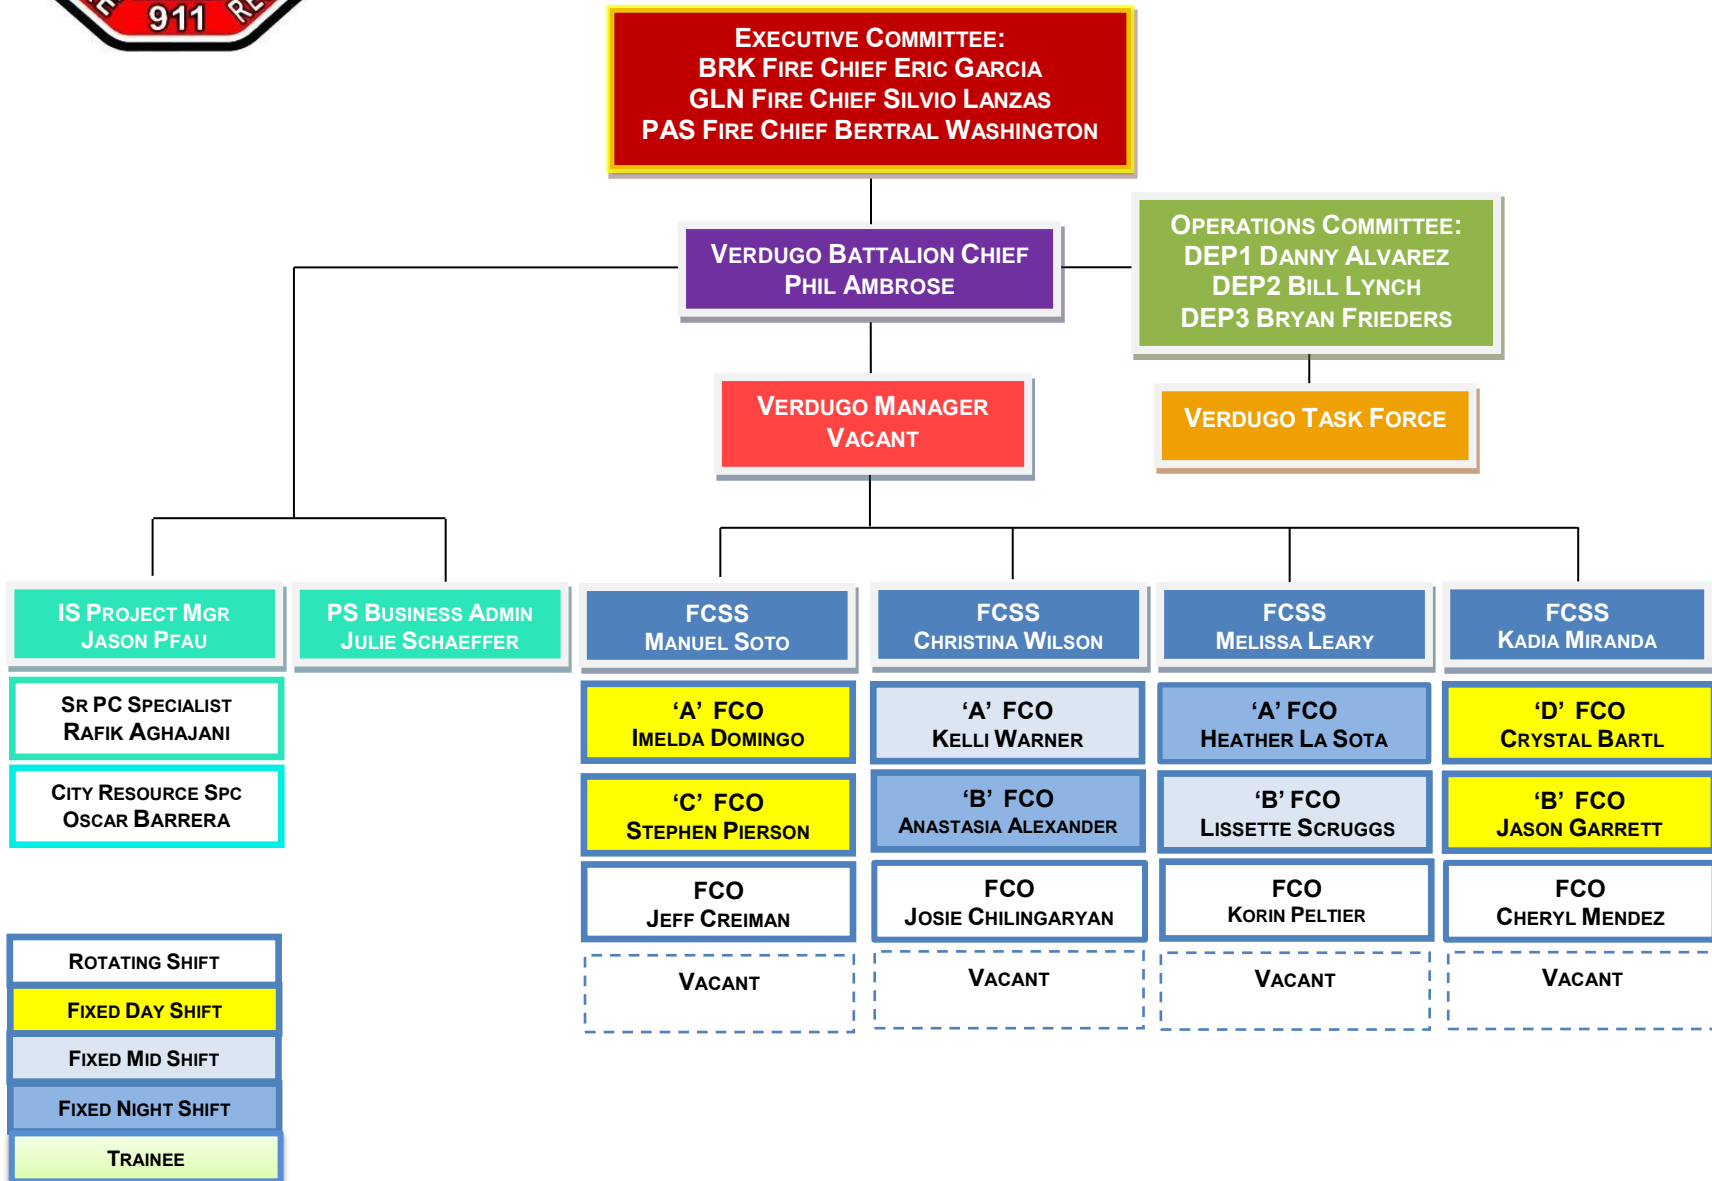 911
EXECUTIVE COMMITTEE:
BRK FIRE CHIEF ERIC GARCIA
GLN FIRE CHIEF SILVIO LANZAS
PAS FIRE CHIEF BERTRAL WASHINGTON
VERDUGO BATTALION CHIEF
PHIL AMBROSE
OPERATIONS COMMITTEE:
DEP1 DANNY ALVAREZ
DEP2 BILL LYNCH
DEP3 BRYAN FRIEDERS
VERDUGO MANAGER
VACANT
VERDUGO TASK FORCE
IS PROJECT MGR
JASON PFAU
PS BUSINESS ADMIN
JULIE SCHAEFFER
FCSS
MANUEL SOTO
FCSS
CHRISTINA WILSON
FCSS
MELISSA LEARY
FCSS
KADIA MIRANDA
SR PC SPECIALIST
RAFIK AGHAJANI
‘A’ FCO
IMELDA DOMINGO
‘A’ FCO
KELLI WARNER
‘A’ FCO
HEATHER LA SOTA
‘D’ FCO
CRYSTAL BARTL
CITY RESOURCE SPC
OSCAR BARRERA
‘C’ FCO
STEPHEN PIERSON
‘B’ FCO
ANASTASIA ALEXANDER
‘B’ FCO
LISSETTE SCRUGGS
‘B’ FCO
JASON GARRETT
FCO
JEFF CREIMAN
FCO
JOSIE CHILINGARYAN
FCO
KORIN PELTIER
FCO
CHERYL MENDEZ
VACANT
VACANT
VACANT
VACANT
ROTATING SHIFT
FIXED DAY SHIFT
FIXED MID SHIFT
FIXED NIGHT SHIFT
TRAINEE